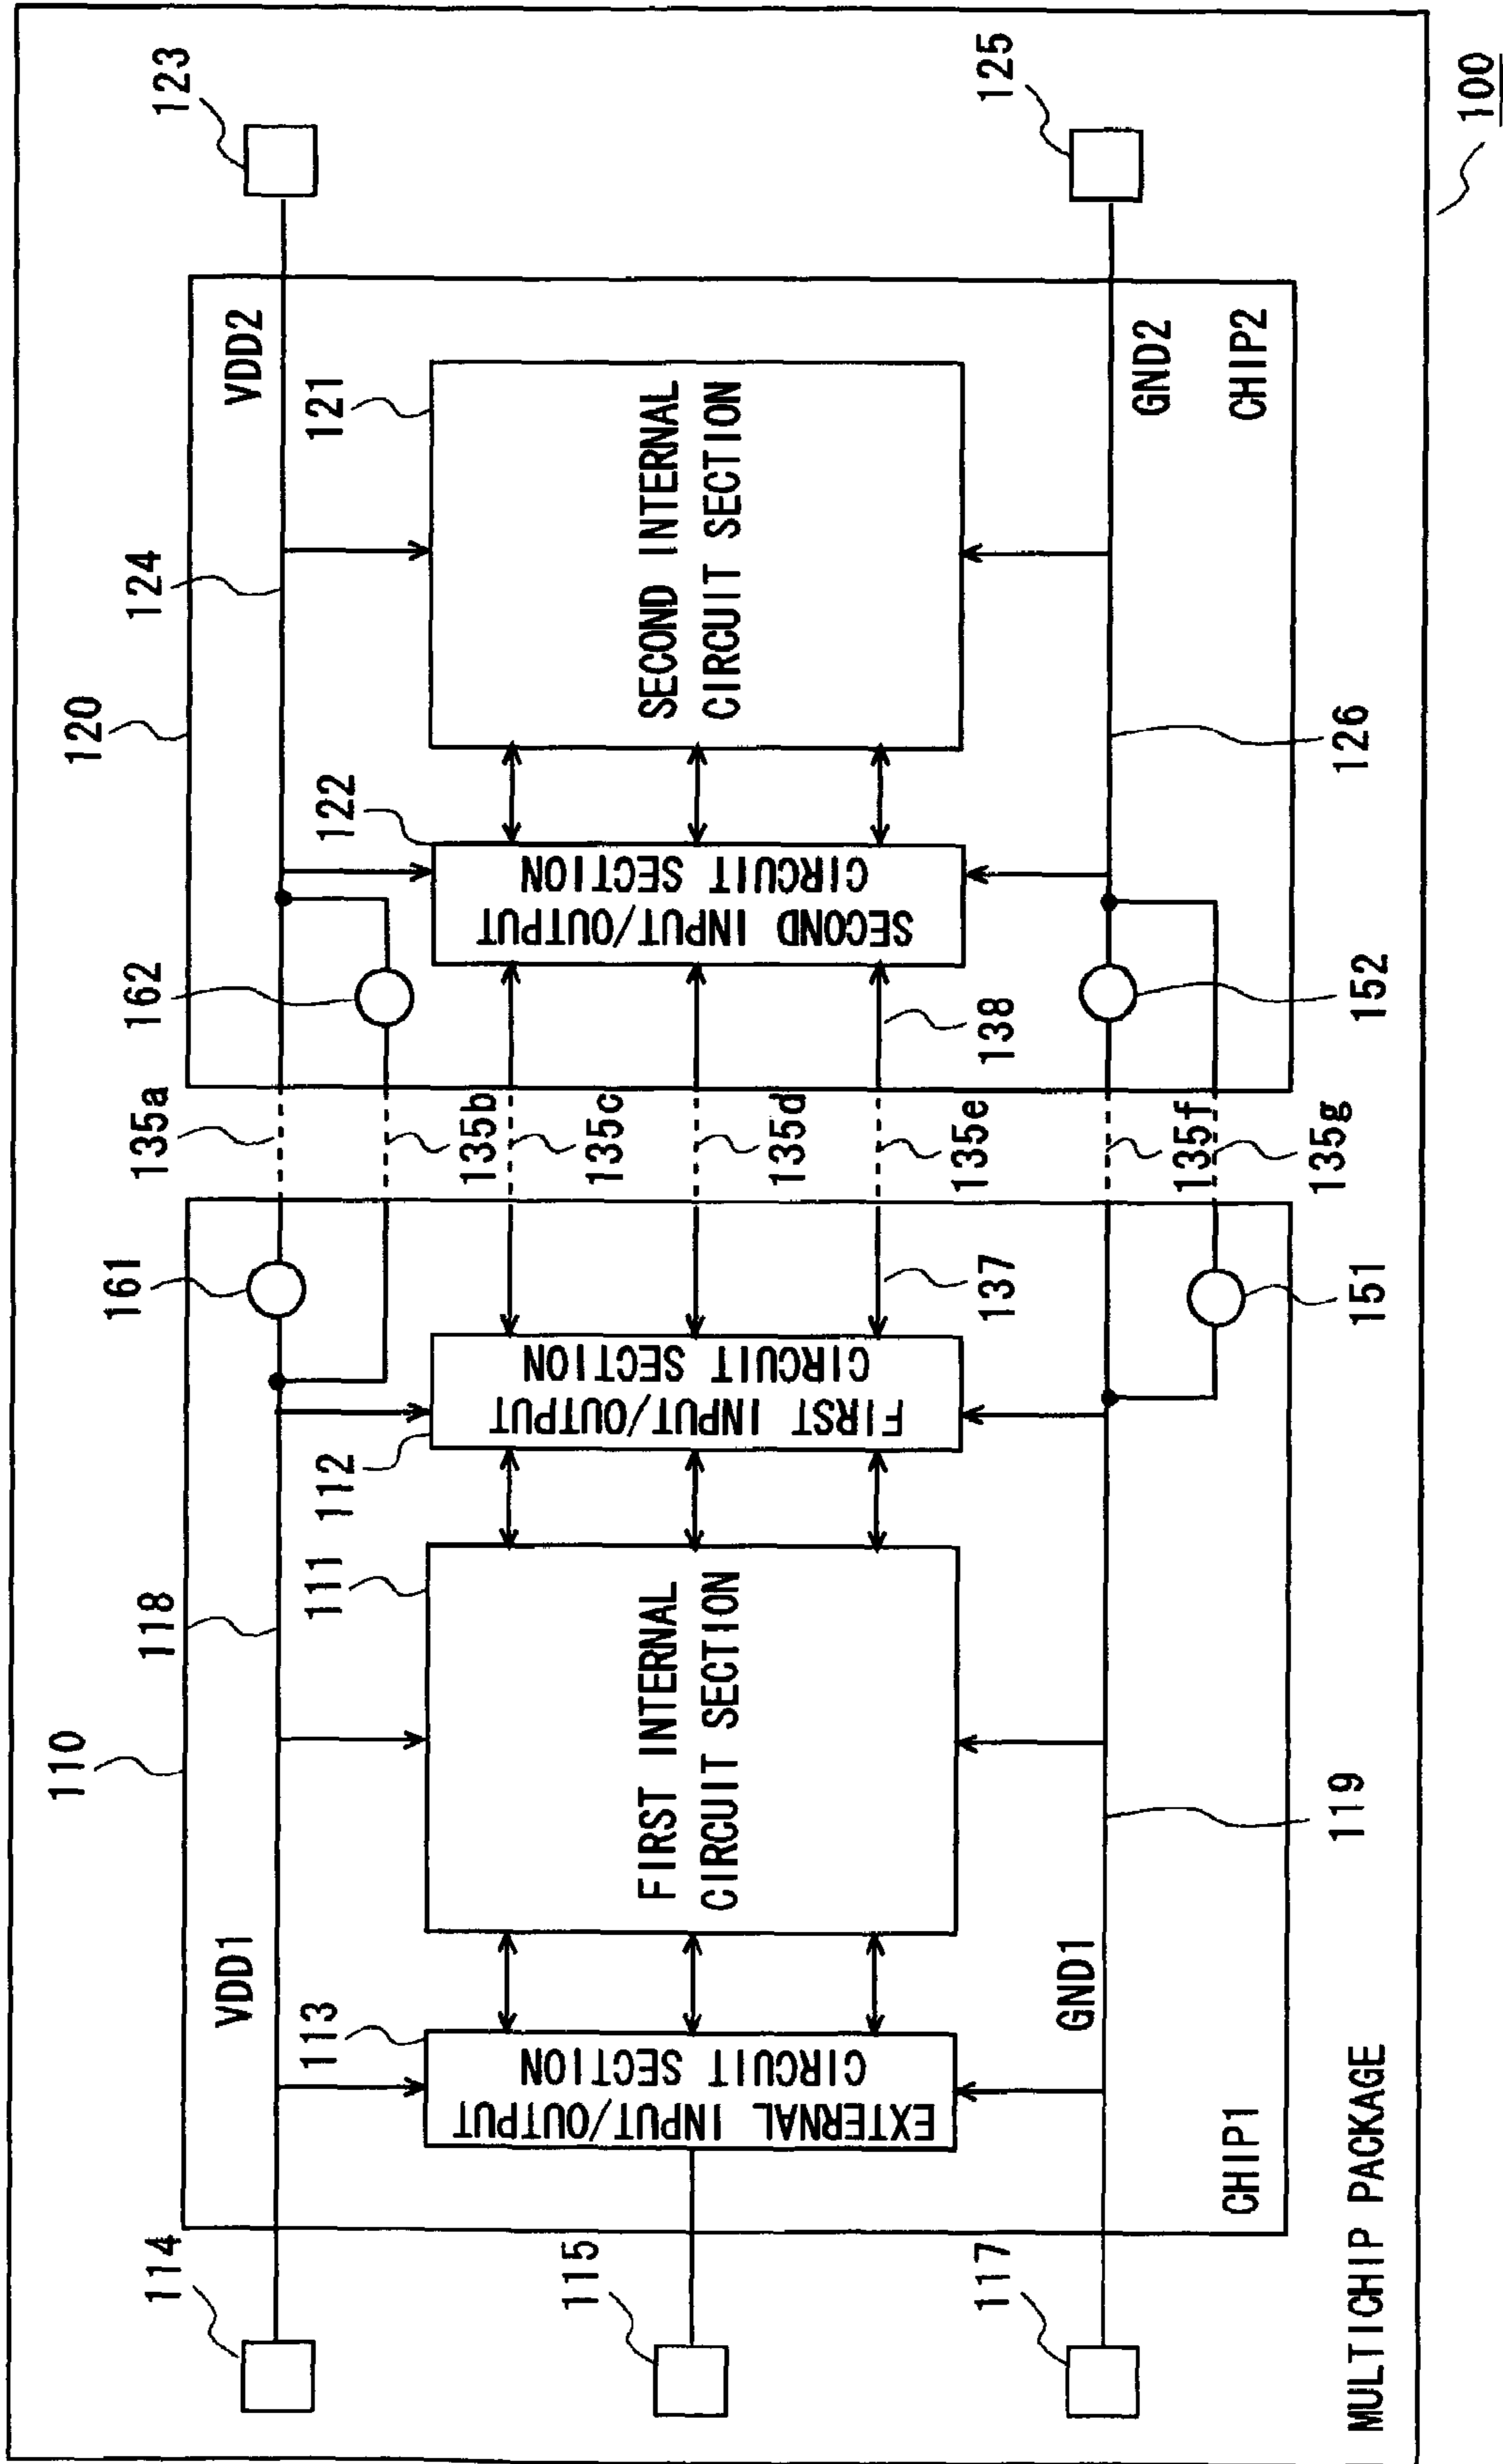 100
MULTICHIP PACKAGE
110
118
VDD1
114
113
EXTERNAL INPUT/OUTPUT
CIRCUIT SECTION
115
111
FIRST INTERNAL
CIRCUIT SECTION
112
FIRST INPUT/OUTPUT
CIRCUIT SECTION
161
137
117
GND1
119
151
CHIP1
135a
135b
135c
135d
135e
135f
135g
120
124
VDD2
123
162
122
SECOND INPUT/OUTPUT
CIRCUIT SECTION
138
121
SECOND INTERNAL
CIRCUIT SECTION
152
126
GND2
125
CHIP2